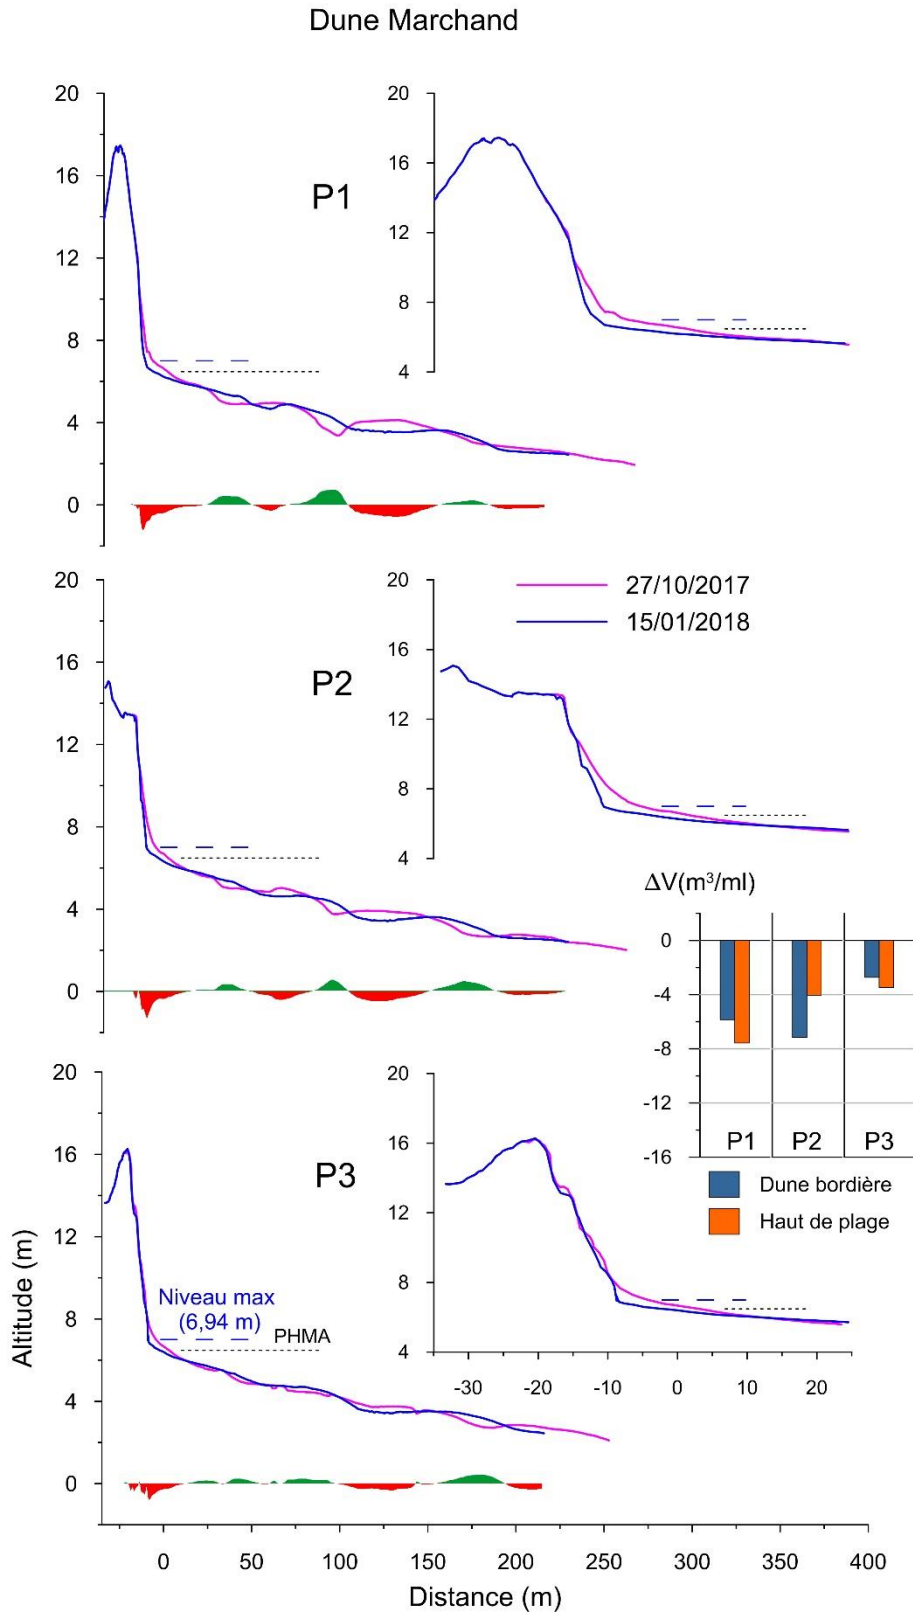 Dune Marchand
20
16
12
8
4
0
P1
20
16
12
8
4
20
16
12
8
4
0
P2
20
16
12
8
4
27/10/2017
15/01/2018
ΔV(m³/ml)
0
-4
-8
-12
-16
P1 P2 P3
Dune bordière
Haut de plage
20
16
12
8
4
0
P3
Niveau max
(6,94 m)
PHMA
20
16
12
8
4
-30 -20 -10 0 10 20
Altitude (m)
0 50 100 150 200 250 300 350 400
Distance (m)